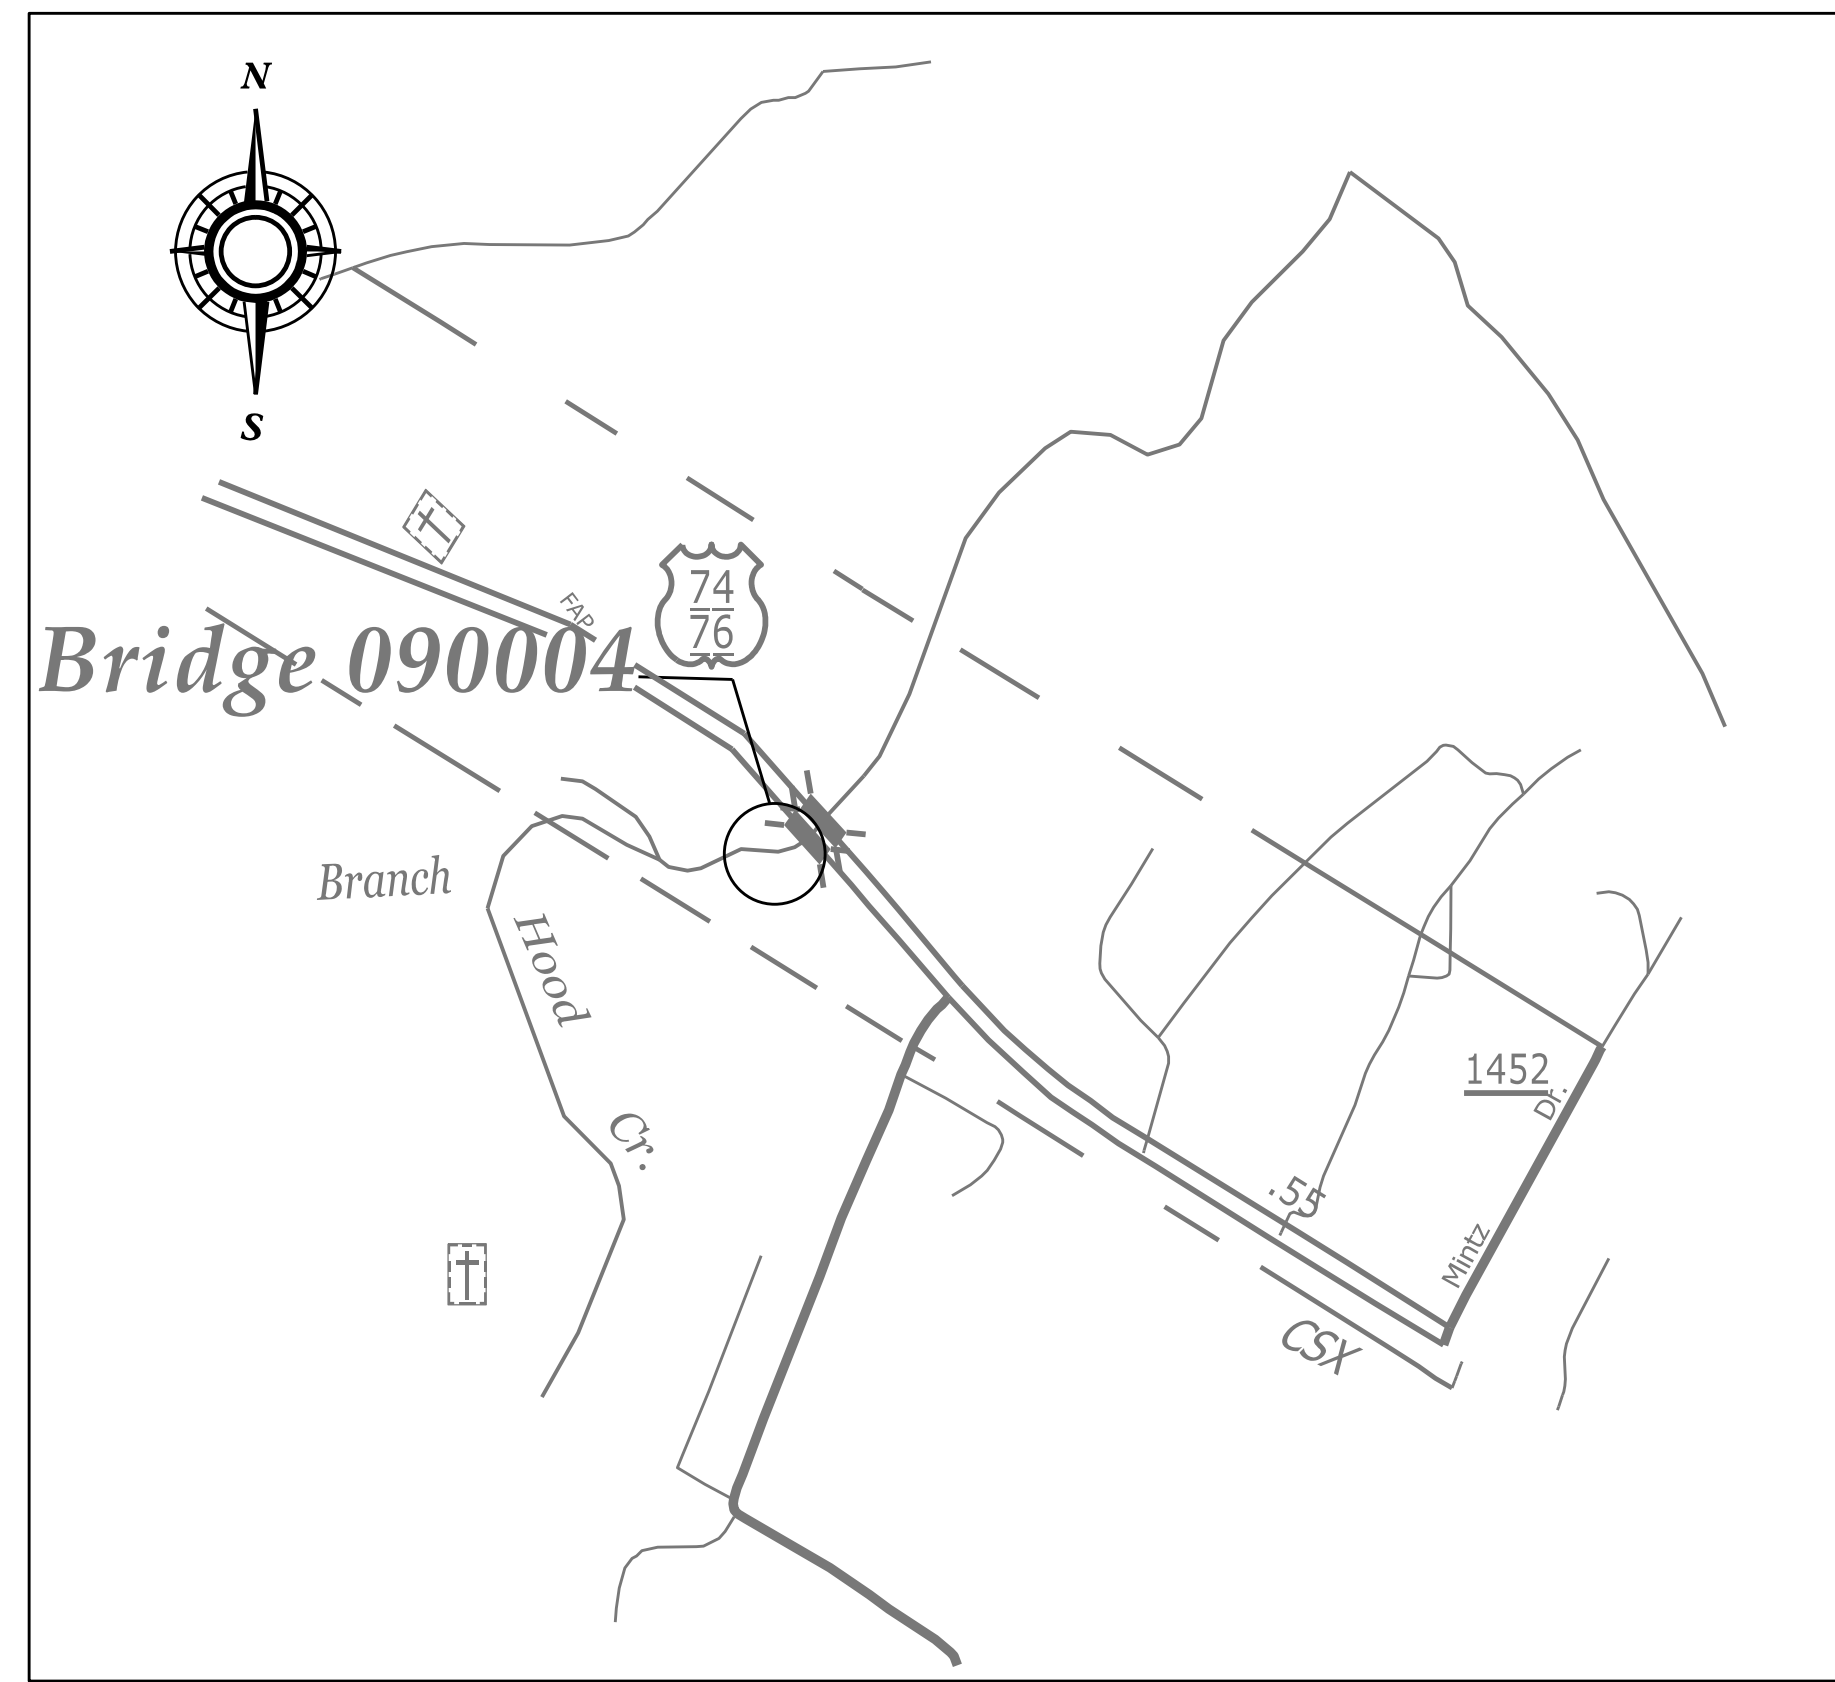 N
S
FAP
74
76
Bridge 090004
Branch
Hood
Cr.
1452
Dr.
Mintz
.55
CSX